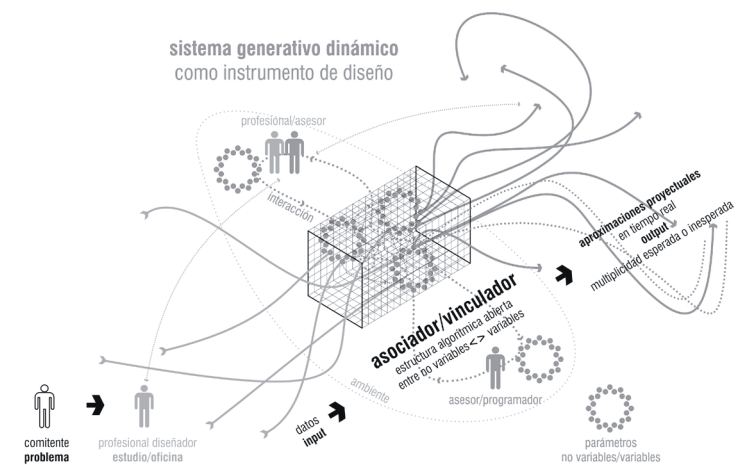 sistema generativo dinámico
como instrumento de diseño
profesional/asesor
interacción
aproximaciones proyectuales
en tiempo real
output
multiplicidad esperada o inesperada
asociador/vinculador
estructura algorítmica abierta
entre no variables<> variables
ambiente
asesor/programador
datos
input
comitente
problema
profesional diseñador
estudio/oficina
parámetros
no variables/variables